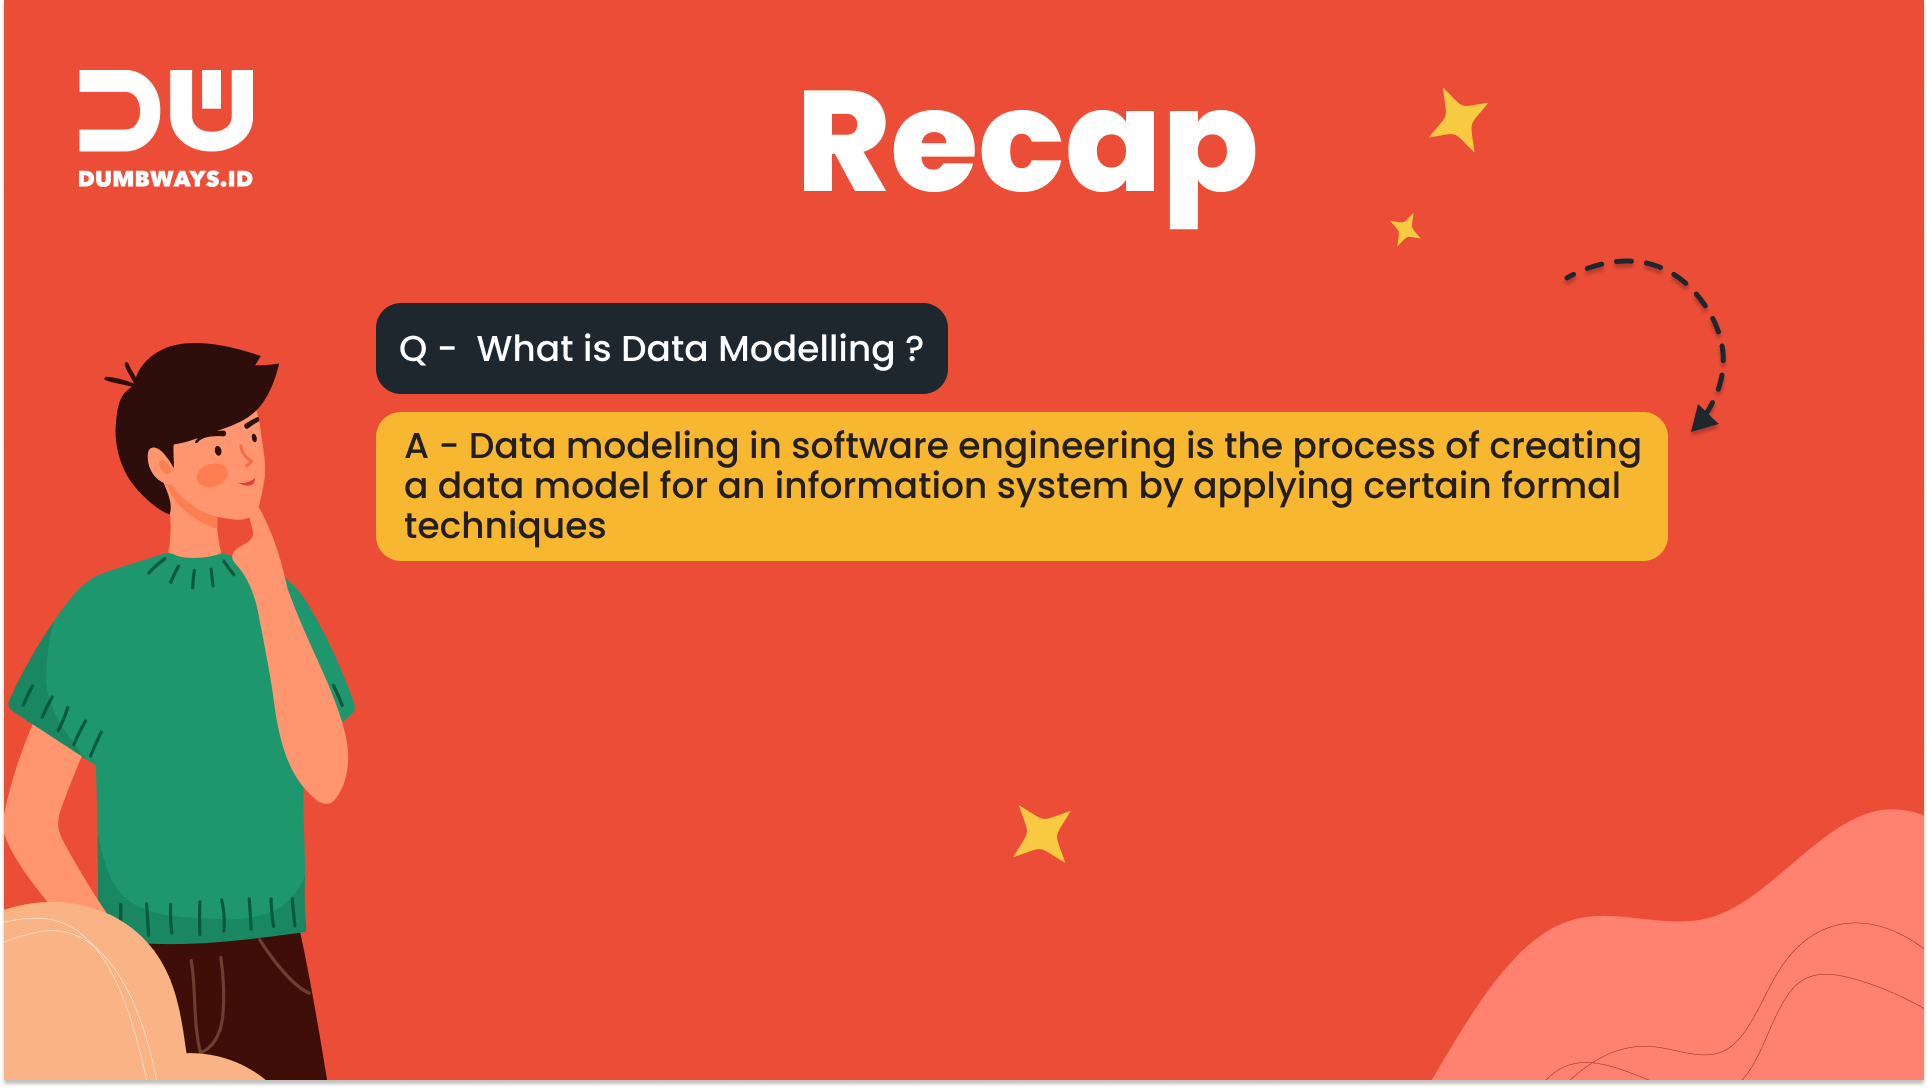 DUMBWAYS.ID
Recap
Q - What is Data Modelling ?
A - Data modeling in software engineering is the process of creating
a data model for an information system by applying certain formal
techniques